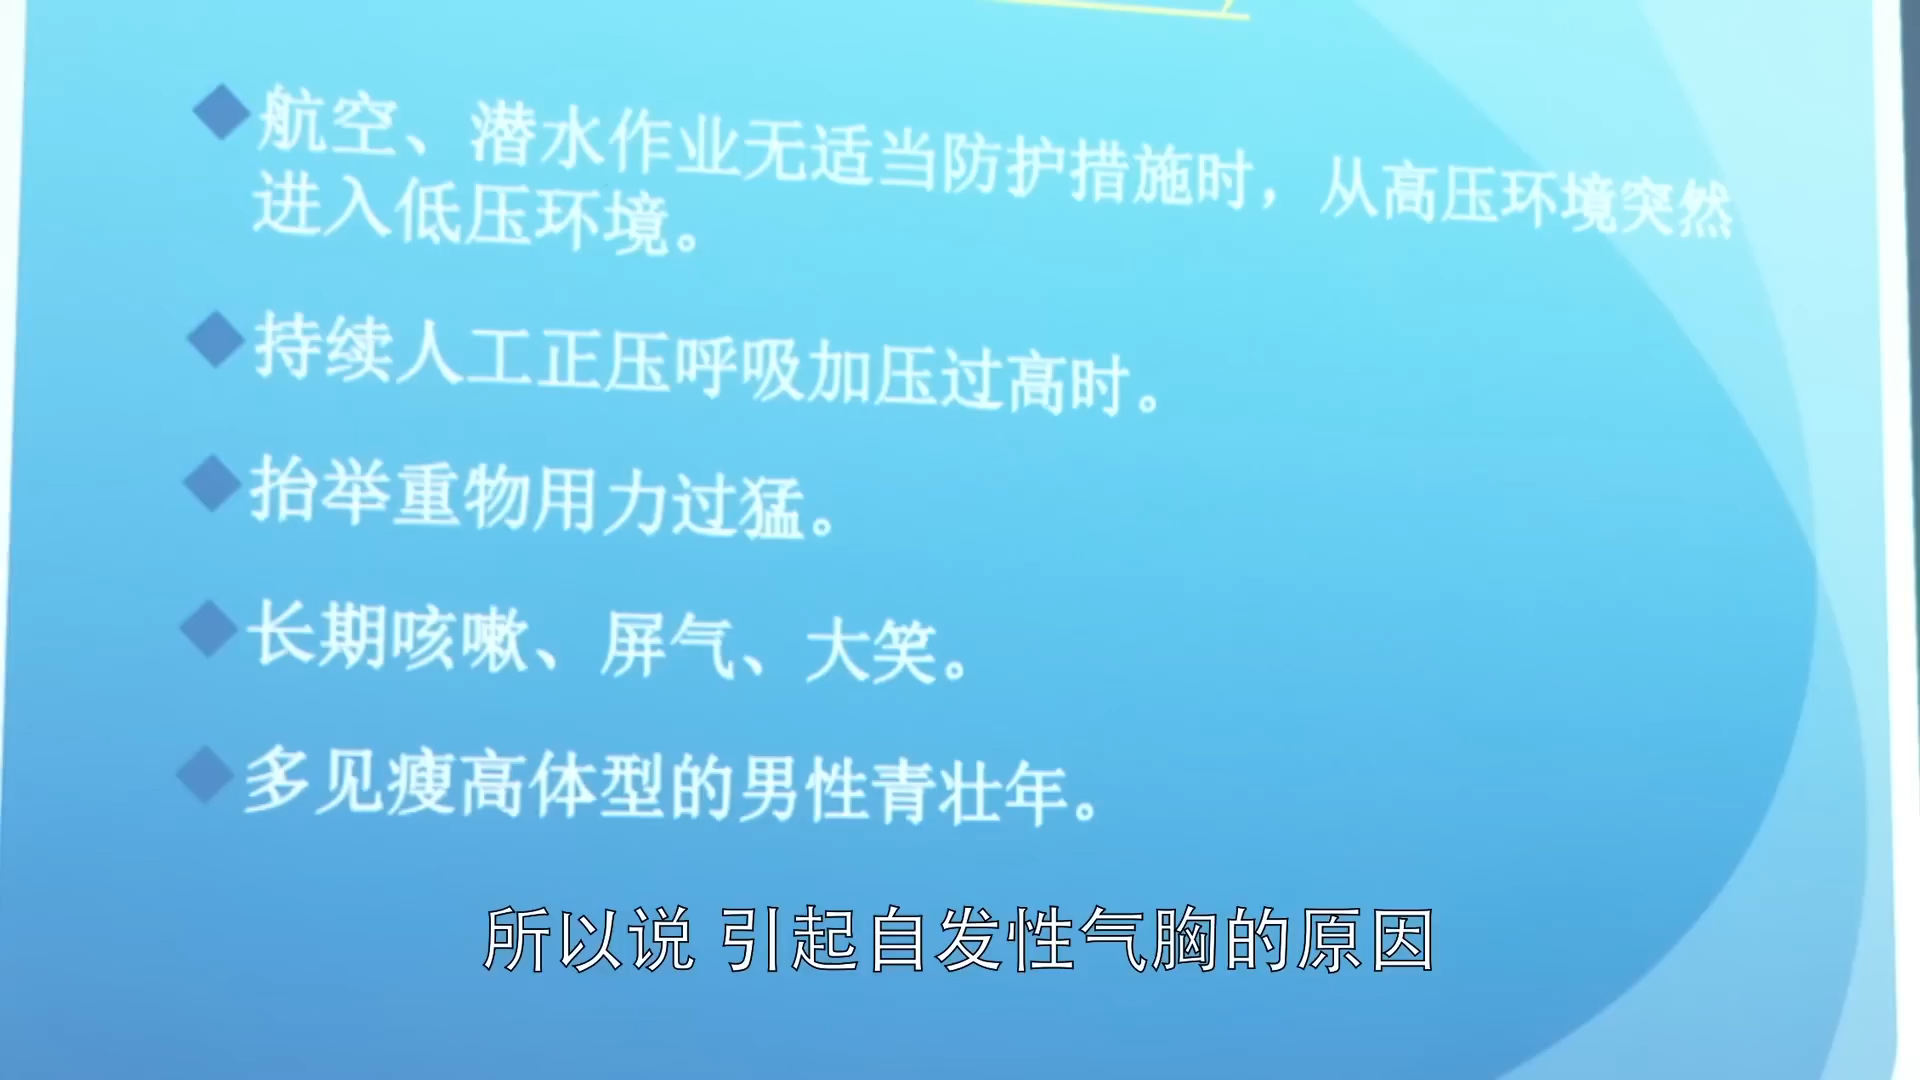 航空、潜水作业无适当防护措施时，从高压环境突然
进入低压环境。
持续人工正压呼吸加压过高时。
抬举重物用力过猛。
长期咳嗽、屏气、大笑。
多见瘦高体型的男性青壮年。
所以说 引起自发性气胸的原因